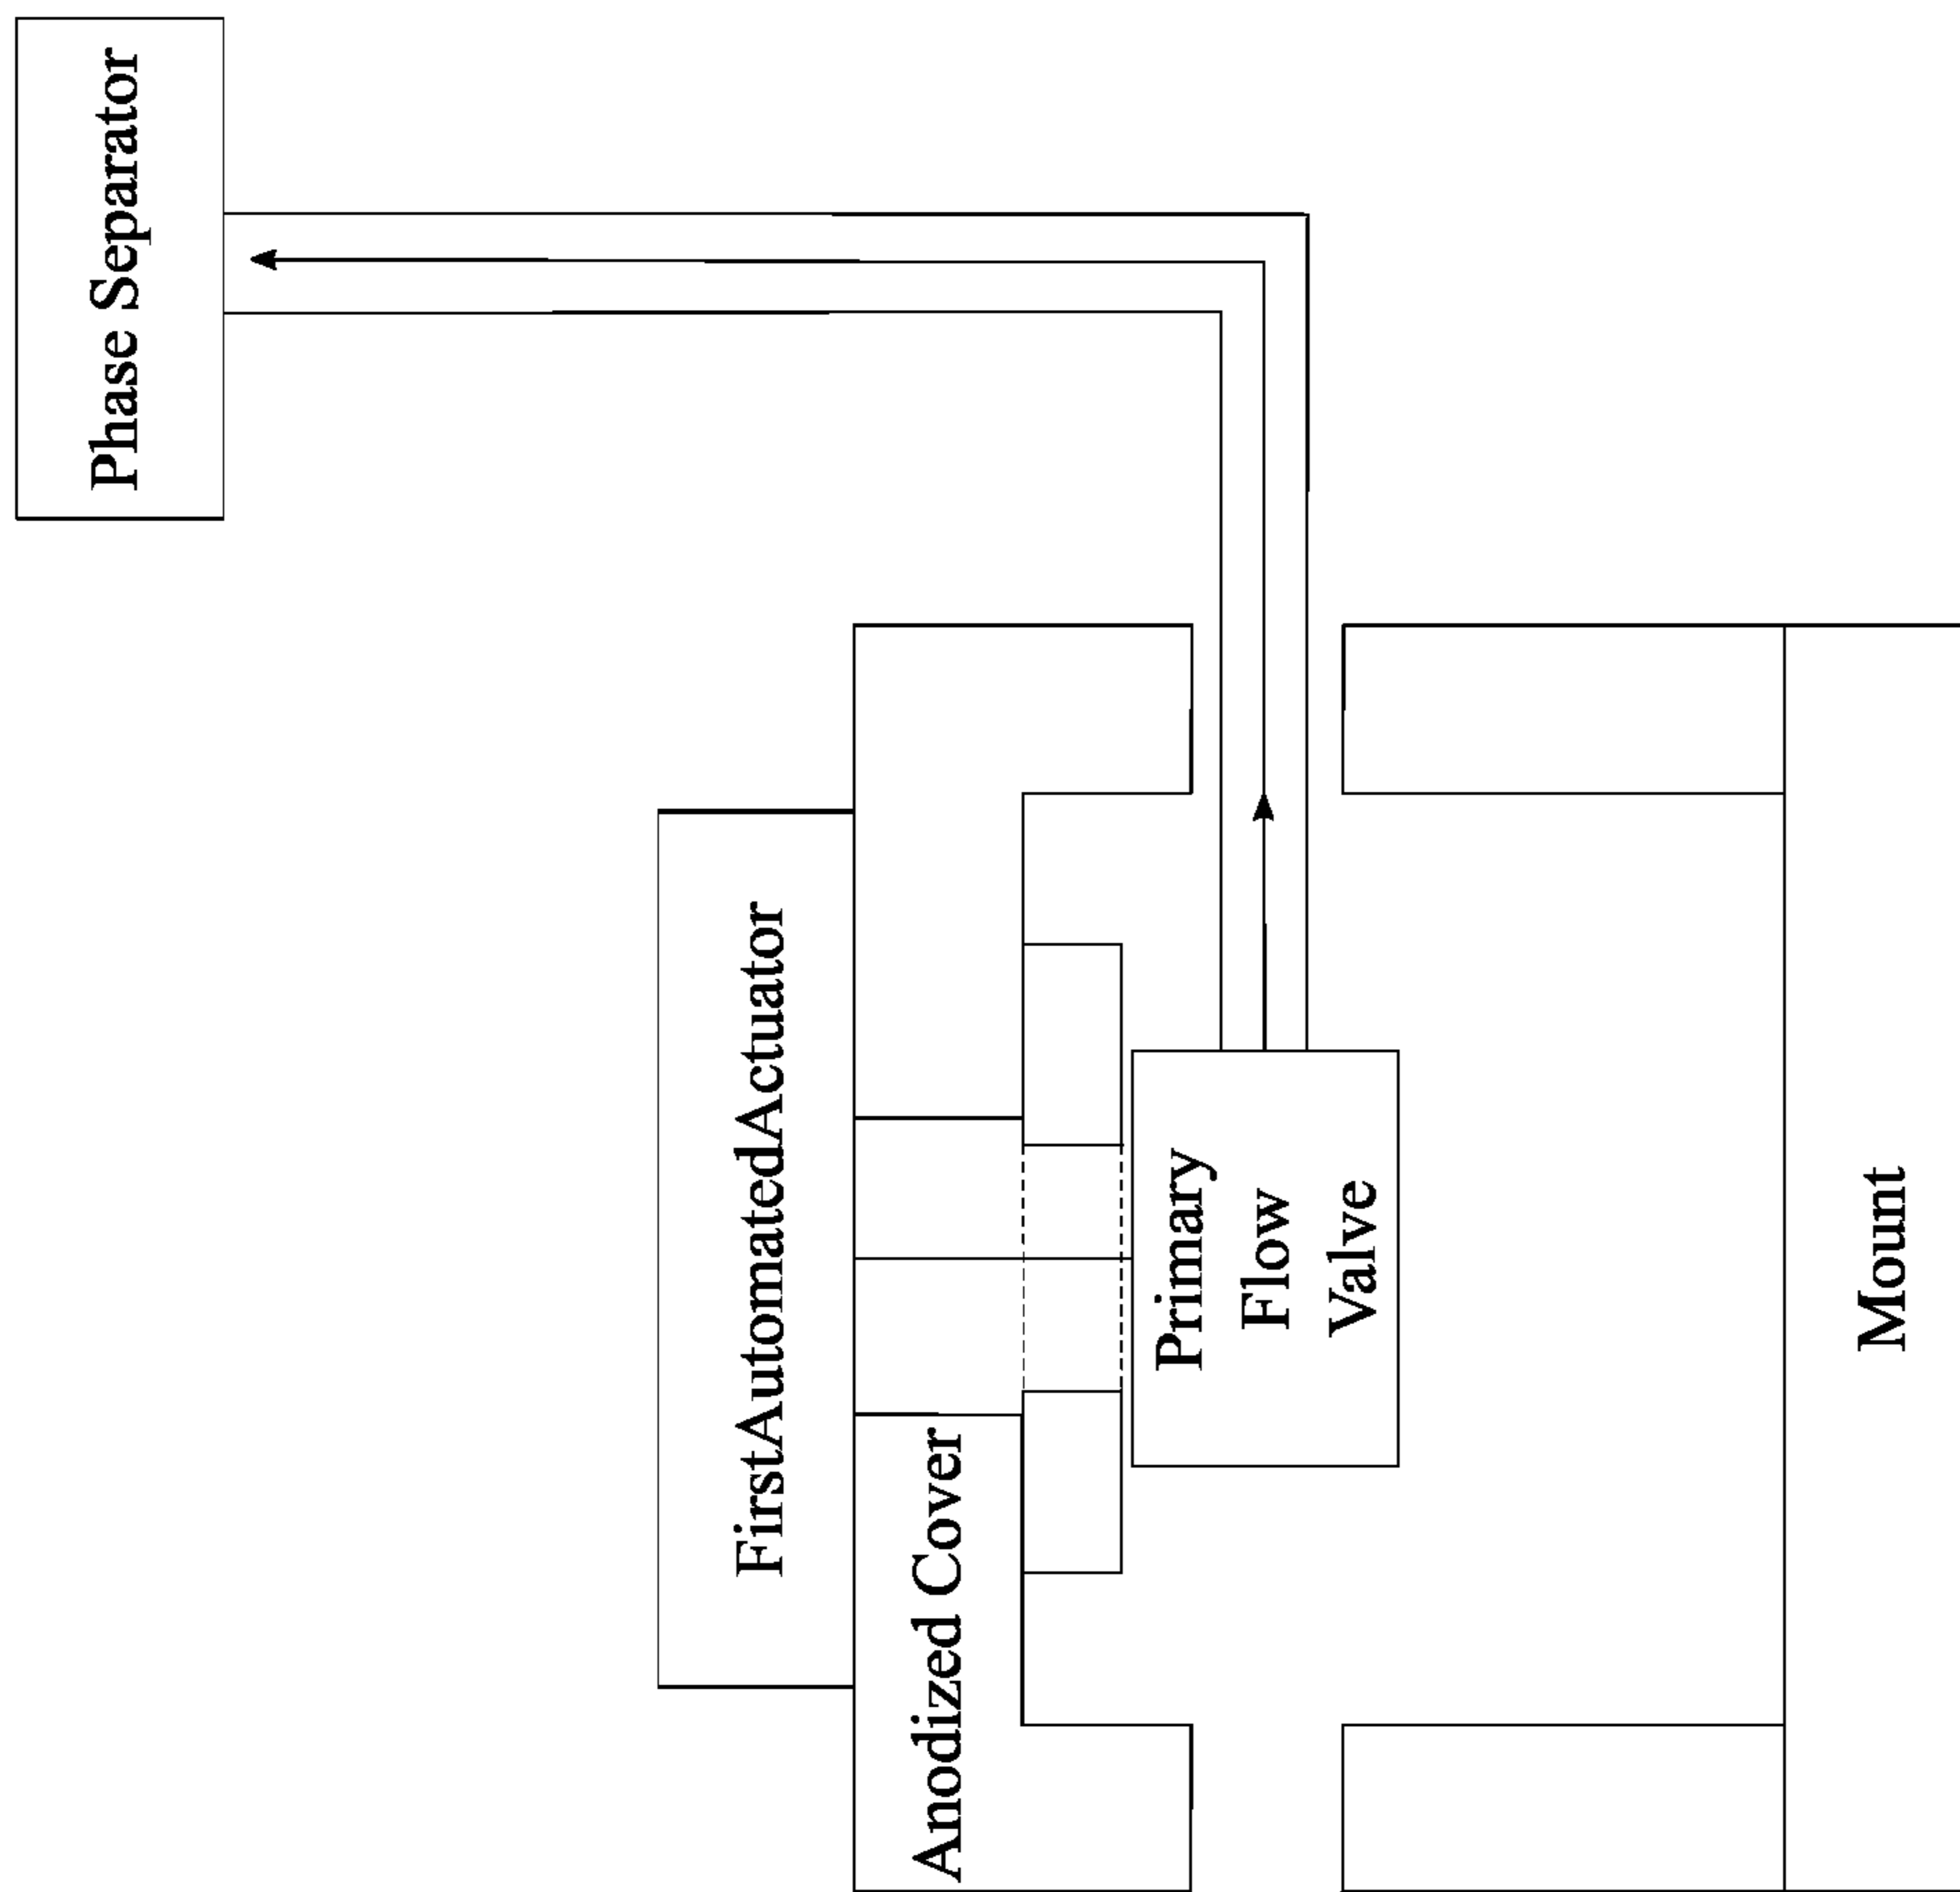 Phase Separator
FirstAutomatedActuator
Anodized Cover
Primary
Flow
Valve
Mount